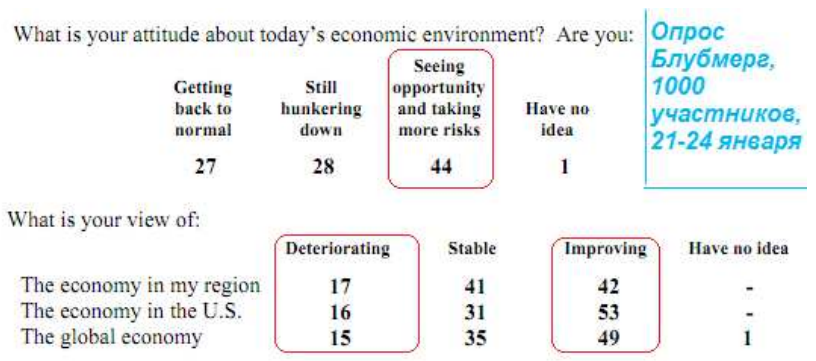 What is your attitude about today's economic environment? Are you:
Опрос
Блубмерг,
1000
участников,
21-24 января
Getting
back to
normal
Still
hunkering
down
Seeing
opportunity
and taking
more risks
Have no
idea
27 28 44 1
What is your view of:
Deteriorating Stable Improving Have no idea
The economy in my region 17 41 42 -
The economy in the U.S. 16 31 53 -
The global economy 15 35 49 1